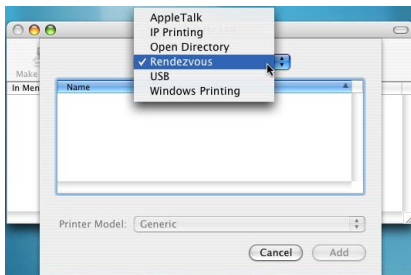 AppleTalk
IP Printing
Open Directory
✓ Rendezvous
USB
Windows Printing
Make
In Men
Name
Printer Model: Generic
Cancel Add